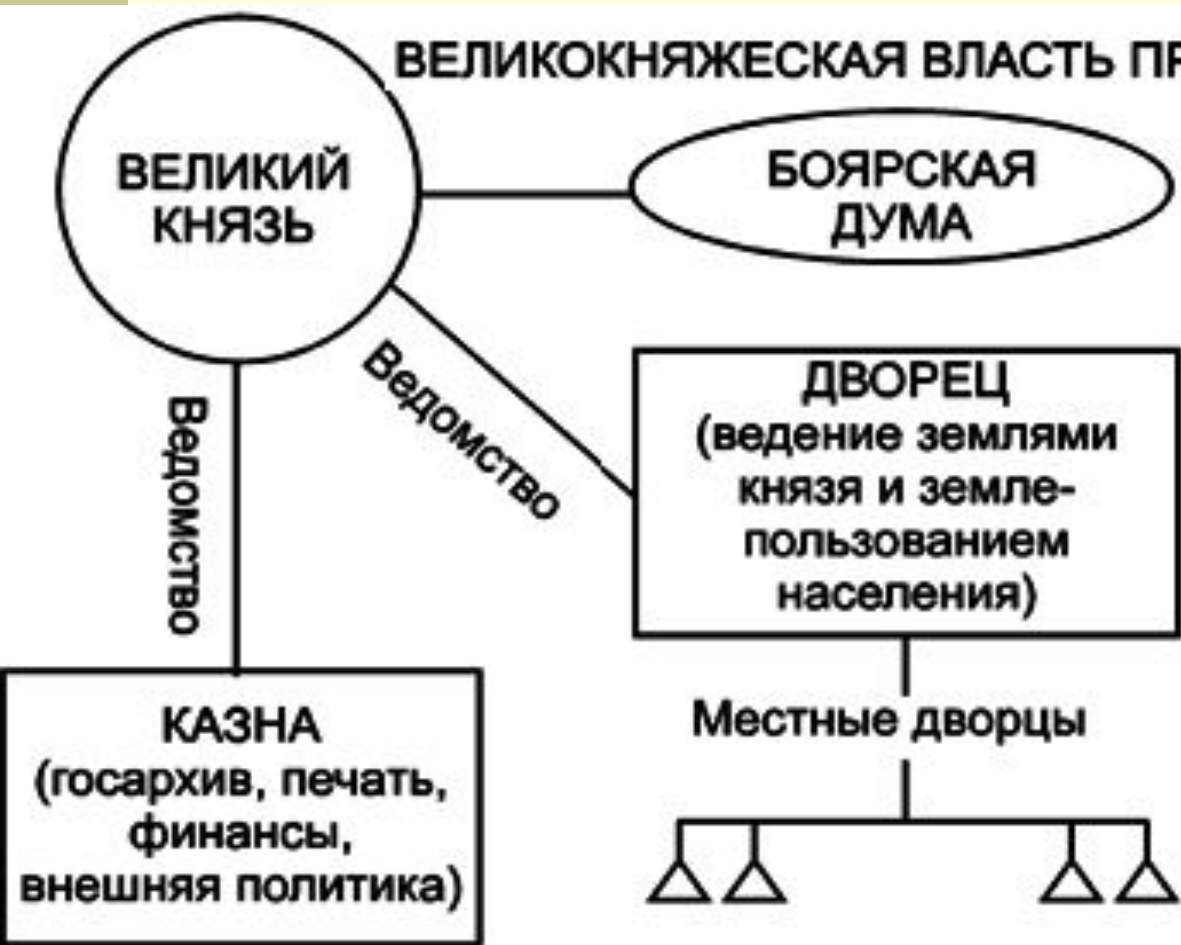 ВЕЛИКОКНЯЖЕСКАЯ ВЛАСТЬ
ВЕЛИКИЙ
КНЯЗЬ
БОЯРСКАЯ
ДУМА
Ведомство
Ведомство
ДВОРЕЦ
(ведение землями
князя и земле-
пользованием
населения)
КАЗНА
(госархив, печать,
финансы,
внешняя политика)
Местные дворцы